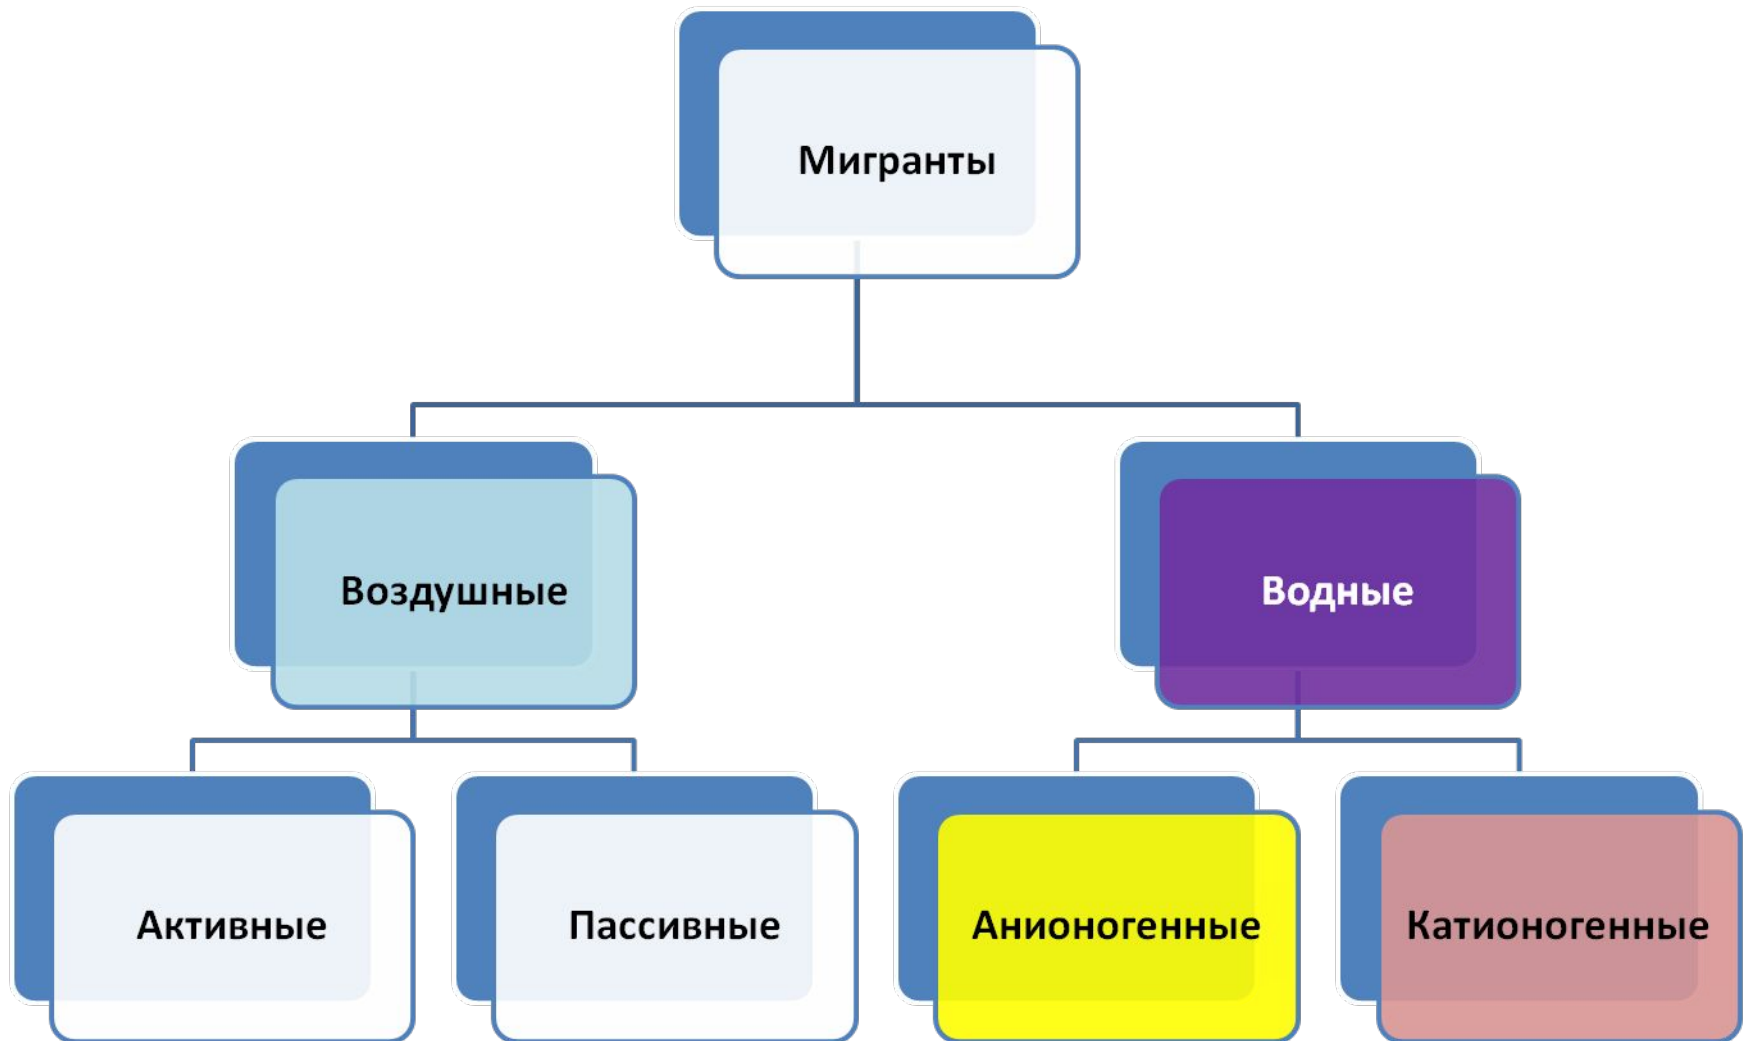 Мигранты
Воздушные
Водные
Активные
Пассивные
Анионогенные
Катионогенные